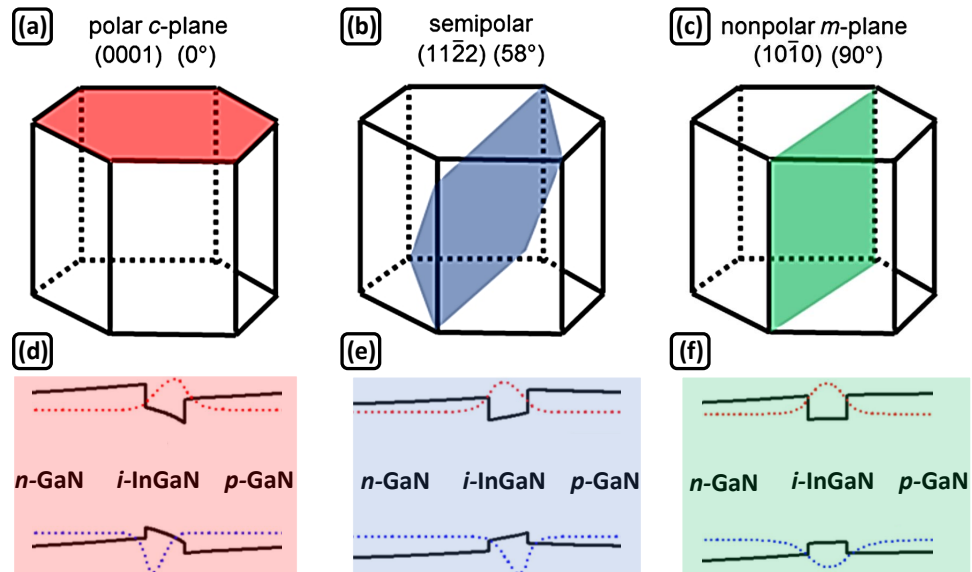 (a)
polar c-plane
(0001) (0°)
(b)
semipolar
(112̄2) (58°)
(c)
nonpolar m-plane
(101̄0) (90°)
(d)
n-GaN i-InGaN p-GaN
(e)
n-GaN i-InGaN p-GaN
(f)
n-GaN i-InGaN p-GaN